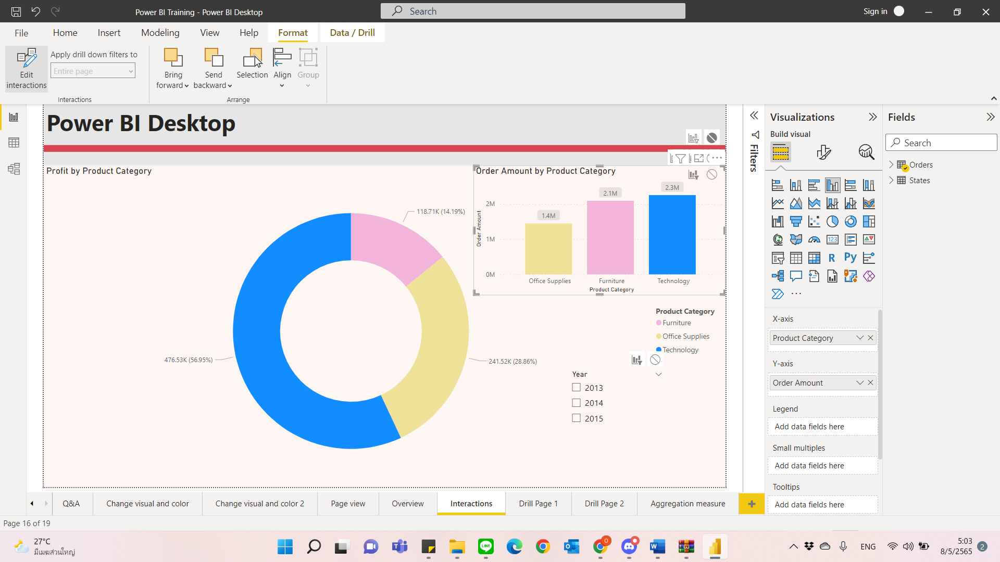 Power BI Training - Power BI Desktop
Search
Sign in
File
Home
Insert
Modeling
View
Help
Format
Data / Drill
Edit interactions
Apply drill down filters to
Entire page
Interactions
Bring forward
Send backward
Selection
Align
Group
Arrange
Power BI Desktop
Profit by Product Category
118.71K (14.19%)
476.53K (56.95%)
241.52K (28.86%)
Order Amount by Product Category
2.3M
2.1M
1.4M
2M
1M
0M
Order Amount
Office Supplies
Furniture
Technology
Product Category
Product Category
Furniture
Office Supplies
Technology
Year
2013
2014
2015
Filters
Visualizations
Build visual
123
R
Py
X-axis
Product Category
Y-axis
Order Amount
Legend
Add data fields here
Small multiples
Add data fields here
Tooltips
Add data fields here
Fields
Search
Orders
States
Q&A
Change visual and color
Change visual and color 2
Page view
Overview
Interactions
Drill Page 1
Drill Page 2
Aggregation measure
Page 16 of 19
27°C
มีเมฆส่วนใหญ่
LINE
0
ENG
5:03
8/5/2565
2